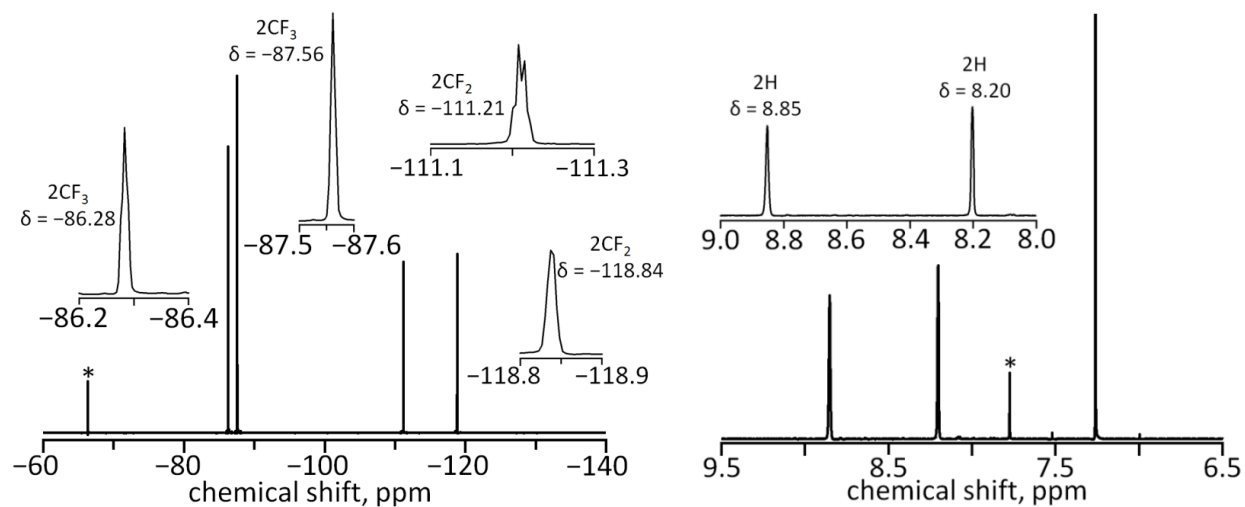 2CF₃
δ = −87.56
2CF₂
δ = −111.21
−111.1
−111.3
2CF₃
δ = −86.28
−86.2
−86.4
−87.5
−87.6
2CF₂
δ = −118.84
−118.8
−118.9
*
−60
−80
−100
−120
−140
chemical shift, ppm
2H
δ = 8.85
2H
δ = 8.20
9.0
8.8
8.6
8.4
8.2
8.0
*
9.5
8.5
7.5
6.5
chemical shift, ppm